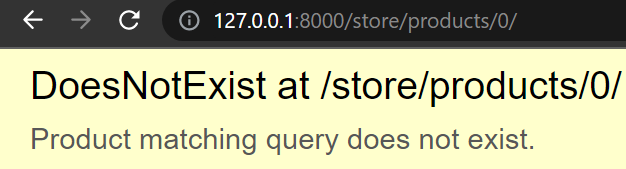 127.0.0.1:8000/store/products/0/
DoesNotExist at /store/products/0/
Product matching query does not exist.